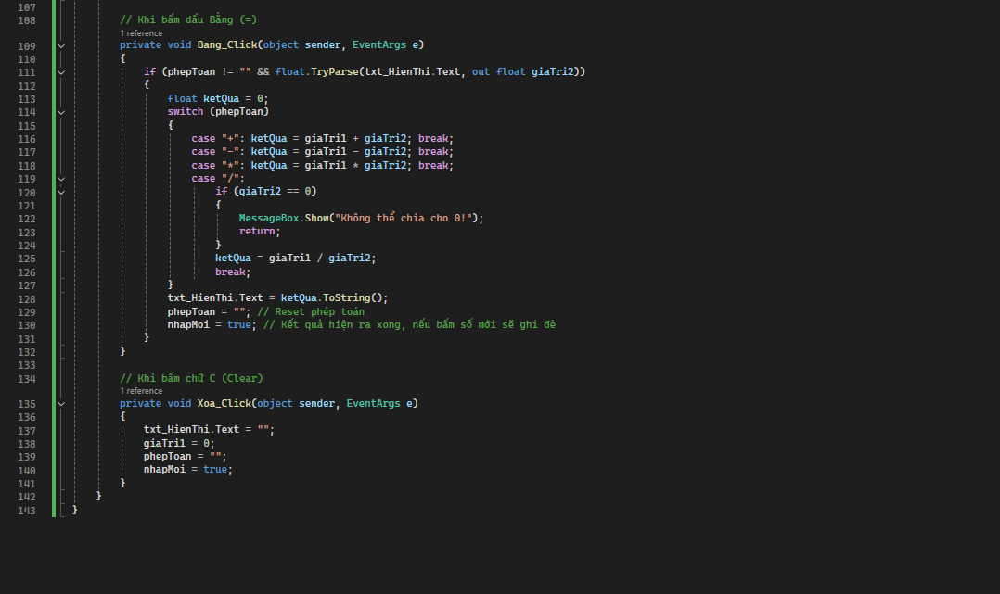 107
108 // Khi bấm dấu Bằng (=)
1 reference
109 private void Bang_Click(object sender, EventArgs e)
110 {
111 if (phepToan != "" && float.TryParse(txt_HienThi.Text, out float giaTri2))
112 {
113 float ketQua = 0;
114 switch (phepToan)
115 {
116 case "+": ketQua = giaTri1 + giaTri2; break;
117 case "-": ketQua = giaTri1 - giaTri2; break;
118 case "*": ketQua = giaTri1 * giaTri2; break;
119 case "/":
120 if (giaTri2 == 0)
121 {
122 MessageBox.Show("Không thể chia cho 0!");
123 return;
124 }
125 ketQua = giaTri1 / giaTri2;
126 break;
127 }
128 txt_HienThi.Text = ketQua.ToString();
129 phepToan = ""; // Reset phép toán
130 nhapMoi = true; // Kết quả hiện ra xong, nếu bấm số mới sẽ ghi đè
131 }
132 }
133
134 // Khi bấm chữ C (Clear)
1 reference
135 private void Xoa_Click(object sender, EventArgs e)
136 {
137 txt_HienThi.Text = "";
138 giaTri1 = 0;
139 phepToan = "";
140 nhapMoi = true;
141 }
142 }
143 }